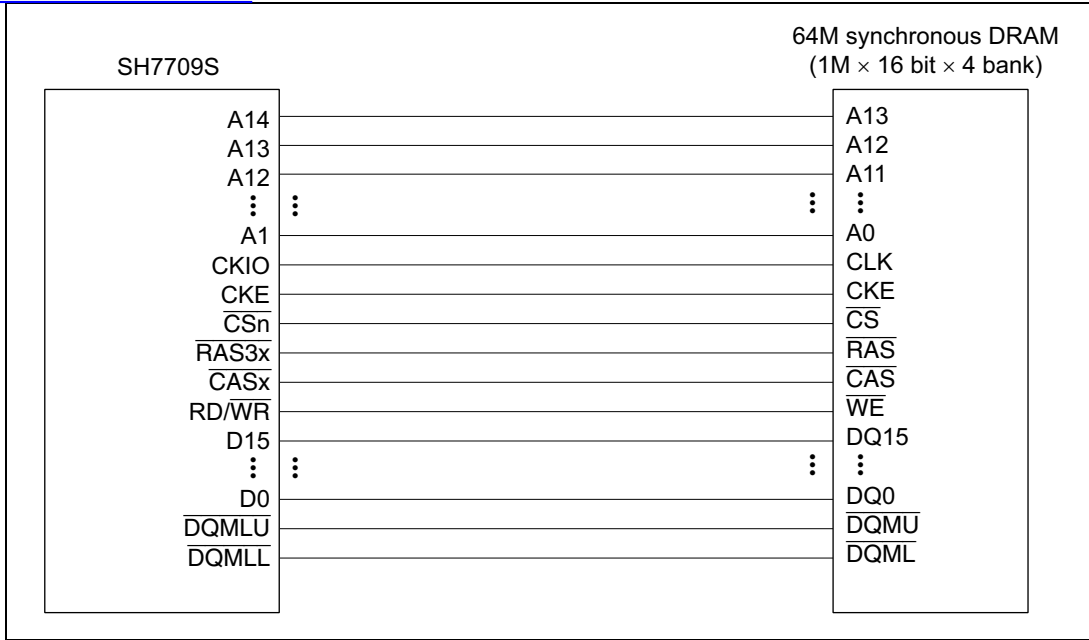 64M synchronous DRAM
SH7709S (1M × 16 bit × 4 bank)
A14 A13
A13 A12
A12 A11
A1 A0
CKIO CLK
CKE CKE
CSn CS
RAS3x RAS
CASx CAS
RD/WR WE
D15 DQ15
D0 DQ0
DQMLU DQMU
DQMLL DQML